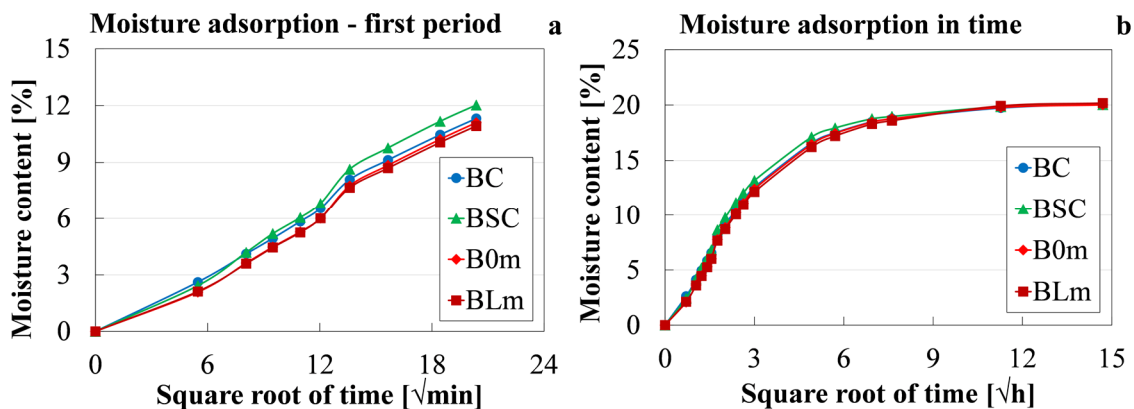 Moisture adsorption - first period
a
Moisture content [%]
15
12
9
6
3
0
BC
BSC
B0m
BLm
0 6 12 18 24
Square root of time [√min]
Moisture adsorption in time
b
Moisture content [%]
25
20
15
10
5
0
BC
BSC
B0m
BLm
0 3 6 9 12 15
Square root of time [√h]